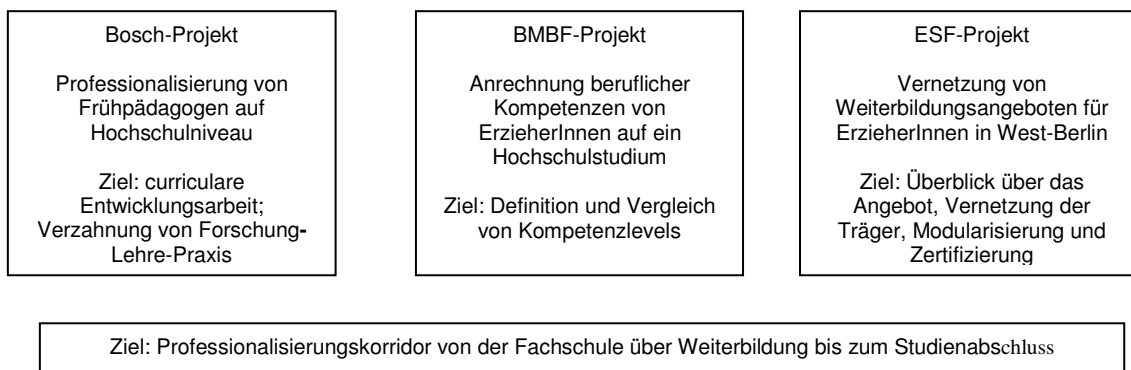 Bosch-Projekt
Professionalisierung von
Frühpädagogen auf
Hochschulniveau
Ziel: curriculare
Entwicklungsarbeit;
Verzahnung von Forschung-
Lehre-Praxis
BMBF-Projekt
Anrechnung beruflicher
Kompetenzen von
ErzieherInnen auf ein
Hochschulstudium
Ziel: Definition und Vergleich
von Kompetenzlevels
ESF-Projekt
Vernetzung von
Weiterbildungsangeboten für
ErzieherInnen in West-Berlin
Ziel: Überblick über das
Angebot, Vernetzung der
Träger, Modularisierung und
Zertifizierung
Ziel: Professionalisierungskorridor von der Fachschule über Weiterbildung bis zum Studienabschluss